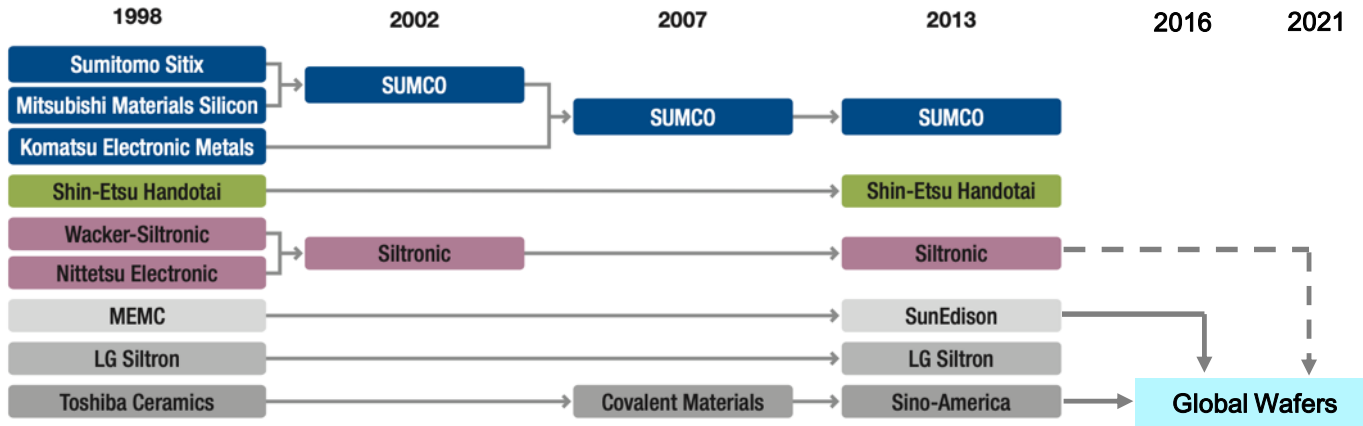 1998 2002 2007 2013 2016 2021
Sumitomo Sitix
Mitsubishi Materials Silicon
Komatsu Electronic Metals
SUMCO
SUMCO
SUMCO
Shin-Etsu Handotai
Shin-Etsu Handotai
Wacker-Siltronic
Nittetsu Electronic
Siltronic
Siltronic
MEMC
SunEdison
LG Siltron
LG Siltron
Toshiba Ceramics
Covalent Materials
Sino-America
Global Wafers